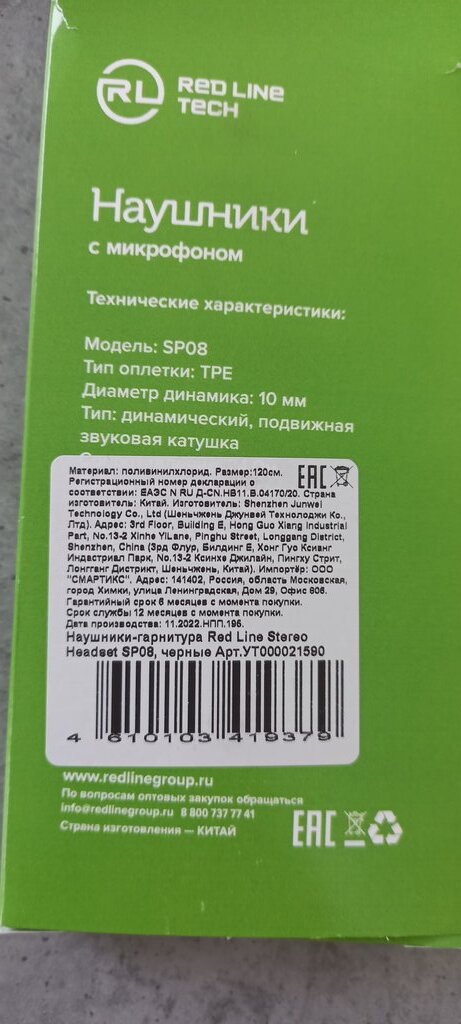 RL RED LINE
TECH
Наушники
с микрофоном
Технические характеристики:
Модель: SP08
Тип оплетки: TPE
Диаметр динамика: 10 мм
Тип: динамический, подвижная
звуковая катушка
Материал: поливинилхлорид. Размер:120см.
Регистрационный номер декларации о
соответствии: ЕАЭС N RU Д-CN.НВ11.В.04170/20. Страна
изготовитель: Китай. Изготовитель: Shenzhen Junwei
Technology Co., Ltd (Шеньчжень Джунвей Технолоджи Ко.,
Лтд). Адрес: 3rd Floor, Building E, Hong Guo Xiang Industrial
Part, No.13-2 Xinhe YiLane, Pinghu Street, Longgang District,
Shenzhen, China (3рд Флур, Билдинг Е, Хонг Гуо Ксианг
Индастриал Парк, No.13-2 Ксинхе Джилайн, Пингху Стрит,
Лонгганг Дистрикт, Шеньчжень, Китай). Импортёр: ООО
"СМАРТИКС". Адрес: 141402, Россия, область Московская,
город Химки, улица Ленинградская, Дом 29, Офис 806.
Гарантийный срок 6 месяцев с момента покупки.
Срок службы 12 месяцев с момента покупки.
Дата производства: 11.2022.НПП.195.
Наушники-гарнитура Red Line Stereo
Headset SP08, черные Арт.УТ000021590
4 610103 419379
www.redlinegroup.ru
По вопросам оптовых закупок обращаться
info@redlinegroup.ru 8 800 737 77 41
Страна изготовления — КИТАЙ
EAC